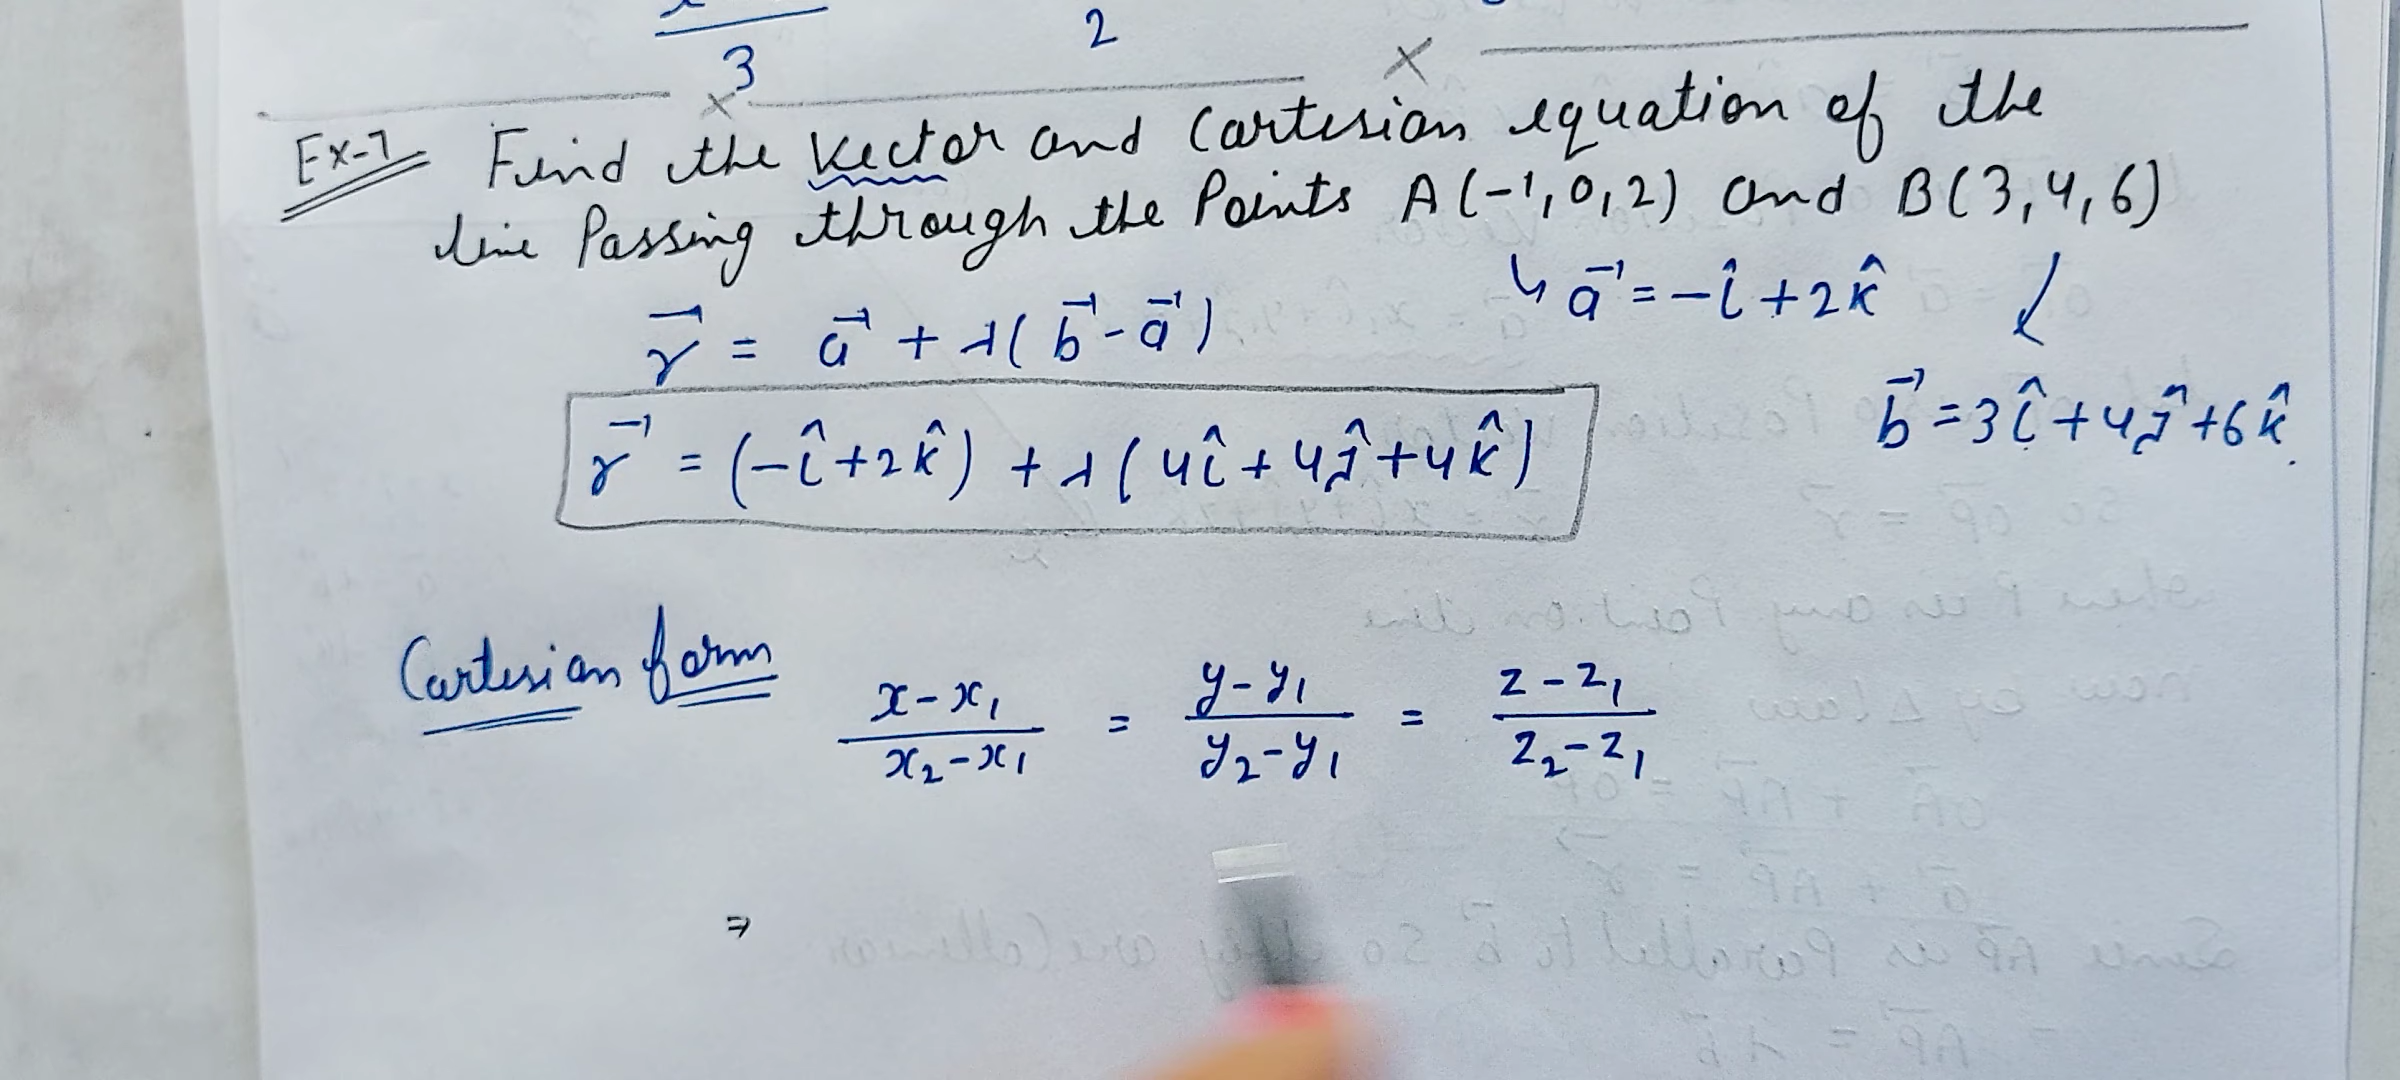 3 2
Ex-7 Find the Vector and Cartesian equation of the
line Passing through the Points A(-1,0,2) and B(3,4,6)
↳ a⃗ = -î+2k̂
r⃗ = a⃗ + λ(b⃗-a⃗)
b⃗ = 3î+4ĵ+6k̂.
r⃗ = (-î+2k̂) + λ(4î+4ĵ+4k̂)
Cartesian form
(x-x₁)/(x₂-x₁) = (y-y₁)/(y₂-y₁) = (z-z₁)/(z₂-z₁)
⇒